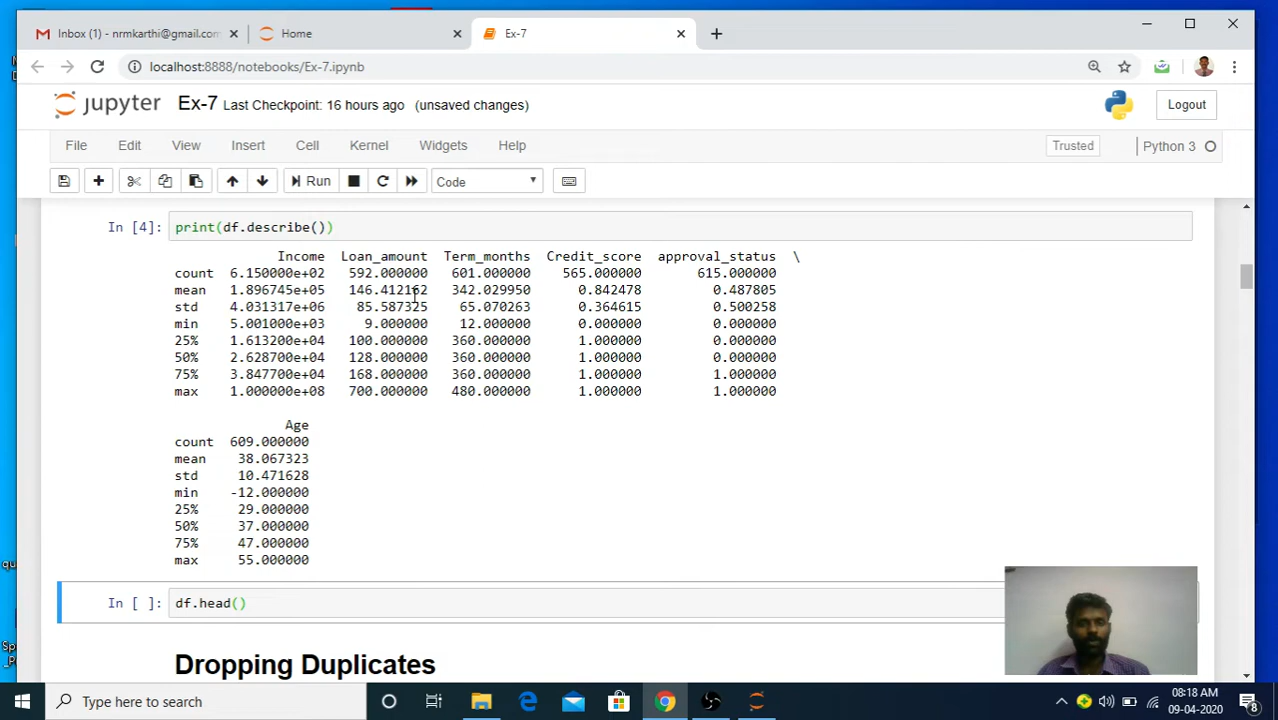 Inbox (1) - nrmkarthi@gmail.con
Home
Ex-7
localhost:8888/notebooks/Ex-7.ipynb
jupyter Ex-7 Last Checkpoint: 16 hours ago (unsaved changes)
Logout
File Edit View Insert Cell Kernel Widgets Help
Trusted
Python 3
Run
Code
In [4]: print(df.describe())
Income Loan_amount Term_months Credit_score approval_status \
count 6.150000e+02 592.000000 601.000000 565.000000 615.000000
mean 1.896745e+05 146.412162 342.029950 0.842478 0.487805
std 4.031317e+06 85.587325 65.070263 0.364615 0.500258
min 5.001000e+03 9.000000 12.000000 0.000000 0.000000
25% 1.613200e+04 100.000000 360.000000 1.000000 0.000000
50% 2.628700e+04 128.000000 360.000000 1.000000 0.000000
75% 3.847700e+04 168.000000 360.000000 1.000000 1.000000
max 1.000000e+08 700.000000 480.000000 1.000000 1.000000
Age
count 609.000000
mean 38.067323
std 10.471628
min -12.000000
25% 29.000000
50% 37.000000
75% 47.000000
max 55.000000
In [ ]: df.head()
Dropping Duplicates
Type here to search
08:18 AM
09-04-2020
8